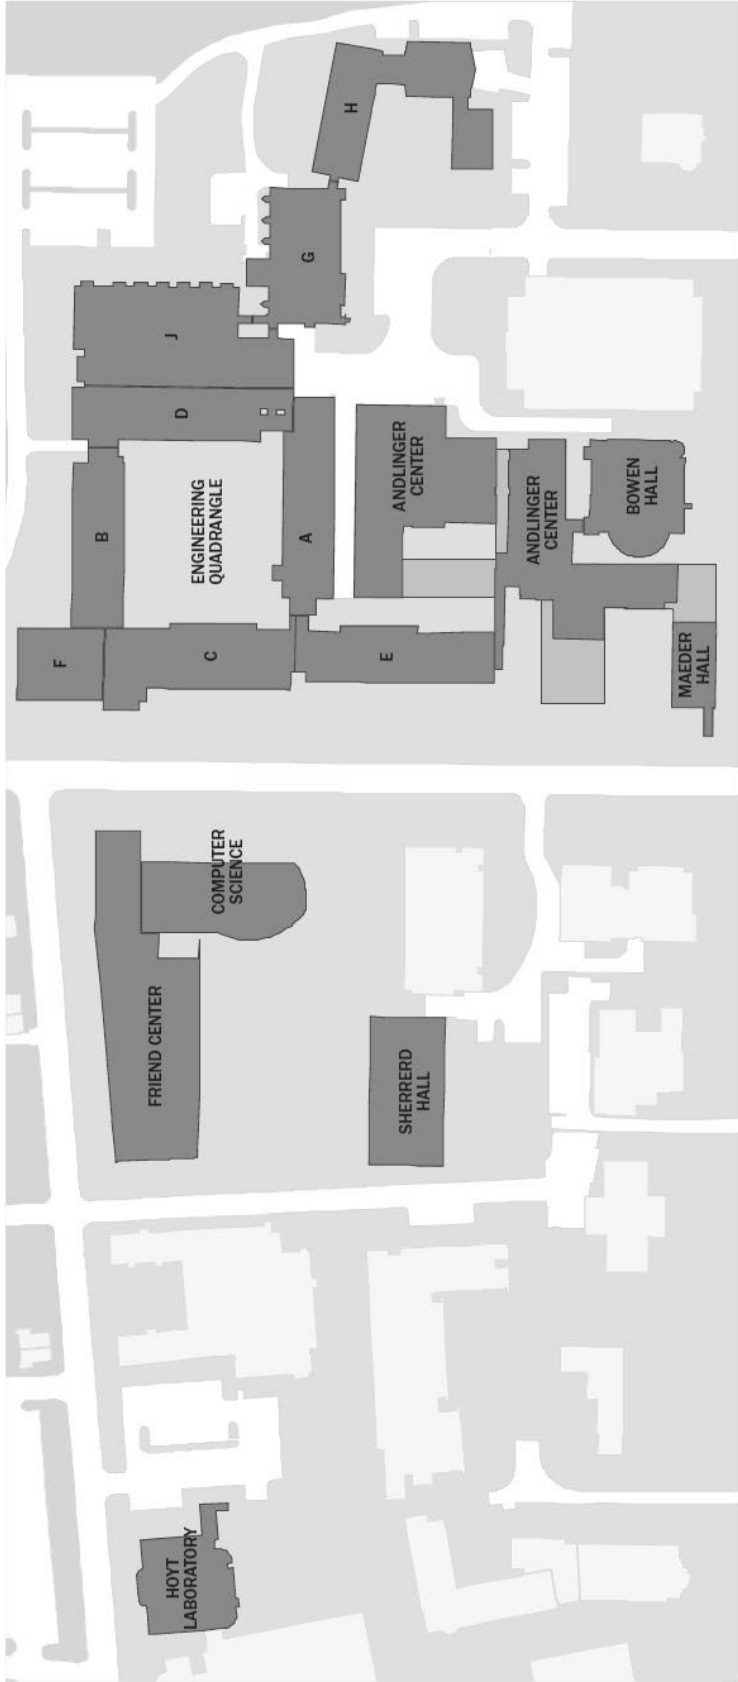 HOYT
LABORATORY
FRIEND CENTER
COMPUTER
SCIENCE
SHERRERD
HALL
F
B
C
D
J
ENGINEERING
QUADRANGLE
A
E
G
H
ANDLINGER
CENTER
ANDLINGER
CENTER
BOWEN
HALL
MAEDER
HALL